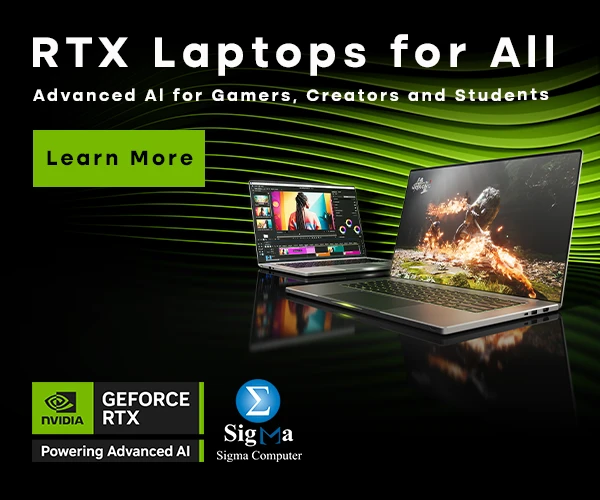 RTX Laptops for All
Advanced AI for Gamers, Creators and Students
Learn More
NVIDIA
GEFORCE
RTX
Powering Advanced AI
Σ
Sigma
Sigma Computer